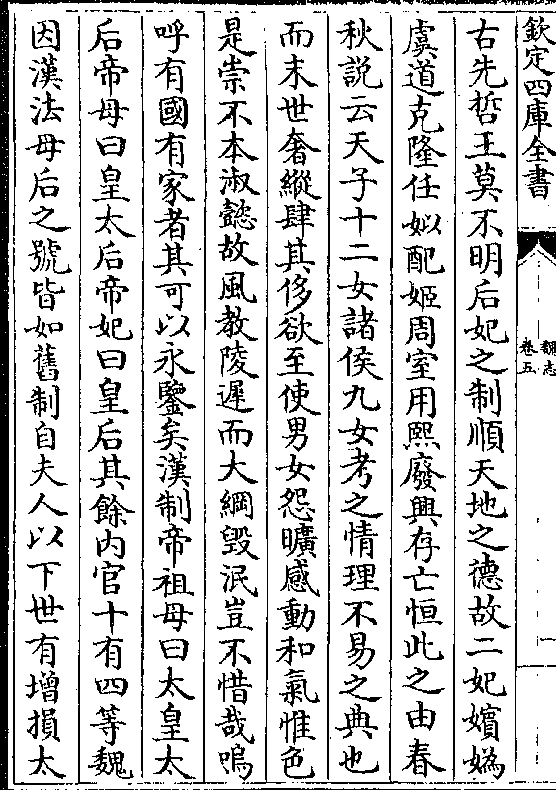 欽定四庫全書
魏志
卷五
古先哲王莫不明后妃之制順天地之德故二妃嬪媯
虞道克隆任姒配姬周室用熙廢興存亡恒此之由春
秋説云天子十二女諸侯九女考之情理不易之典也
而末世奢縱肆其侈欲至使男女怨曠感動和氣惟色
是崇不本淑懿故風教陵遲而大綱毀泯豈不惜哉嗚
呼有國有家者其可以永鑒矣漢制帝祖母曰太皇太
后帝母曰皇太后帝妃曰皇后其餘内官十有四等魏
因漢法母后之號皆如舊制自夫人以下世有增損太